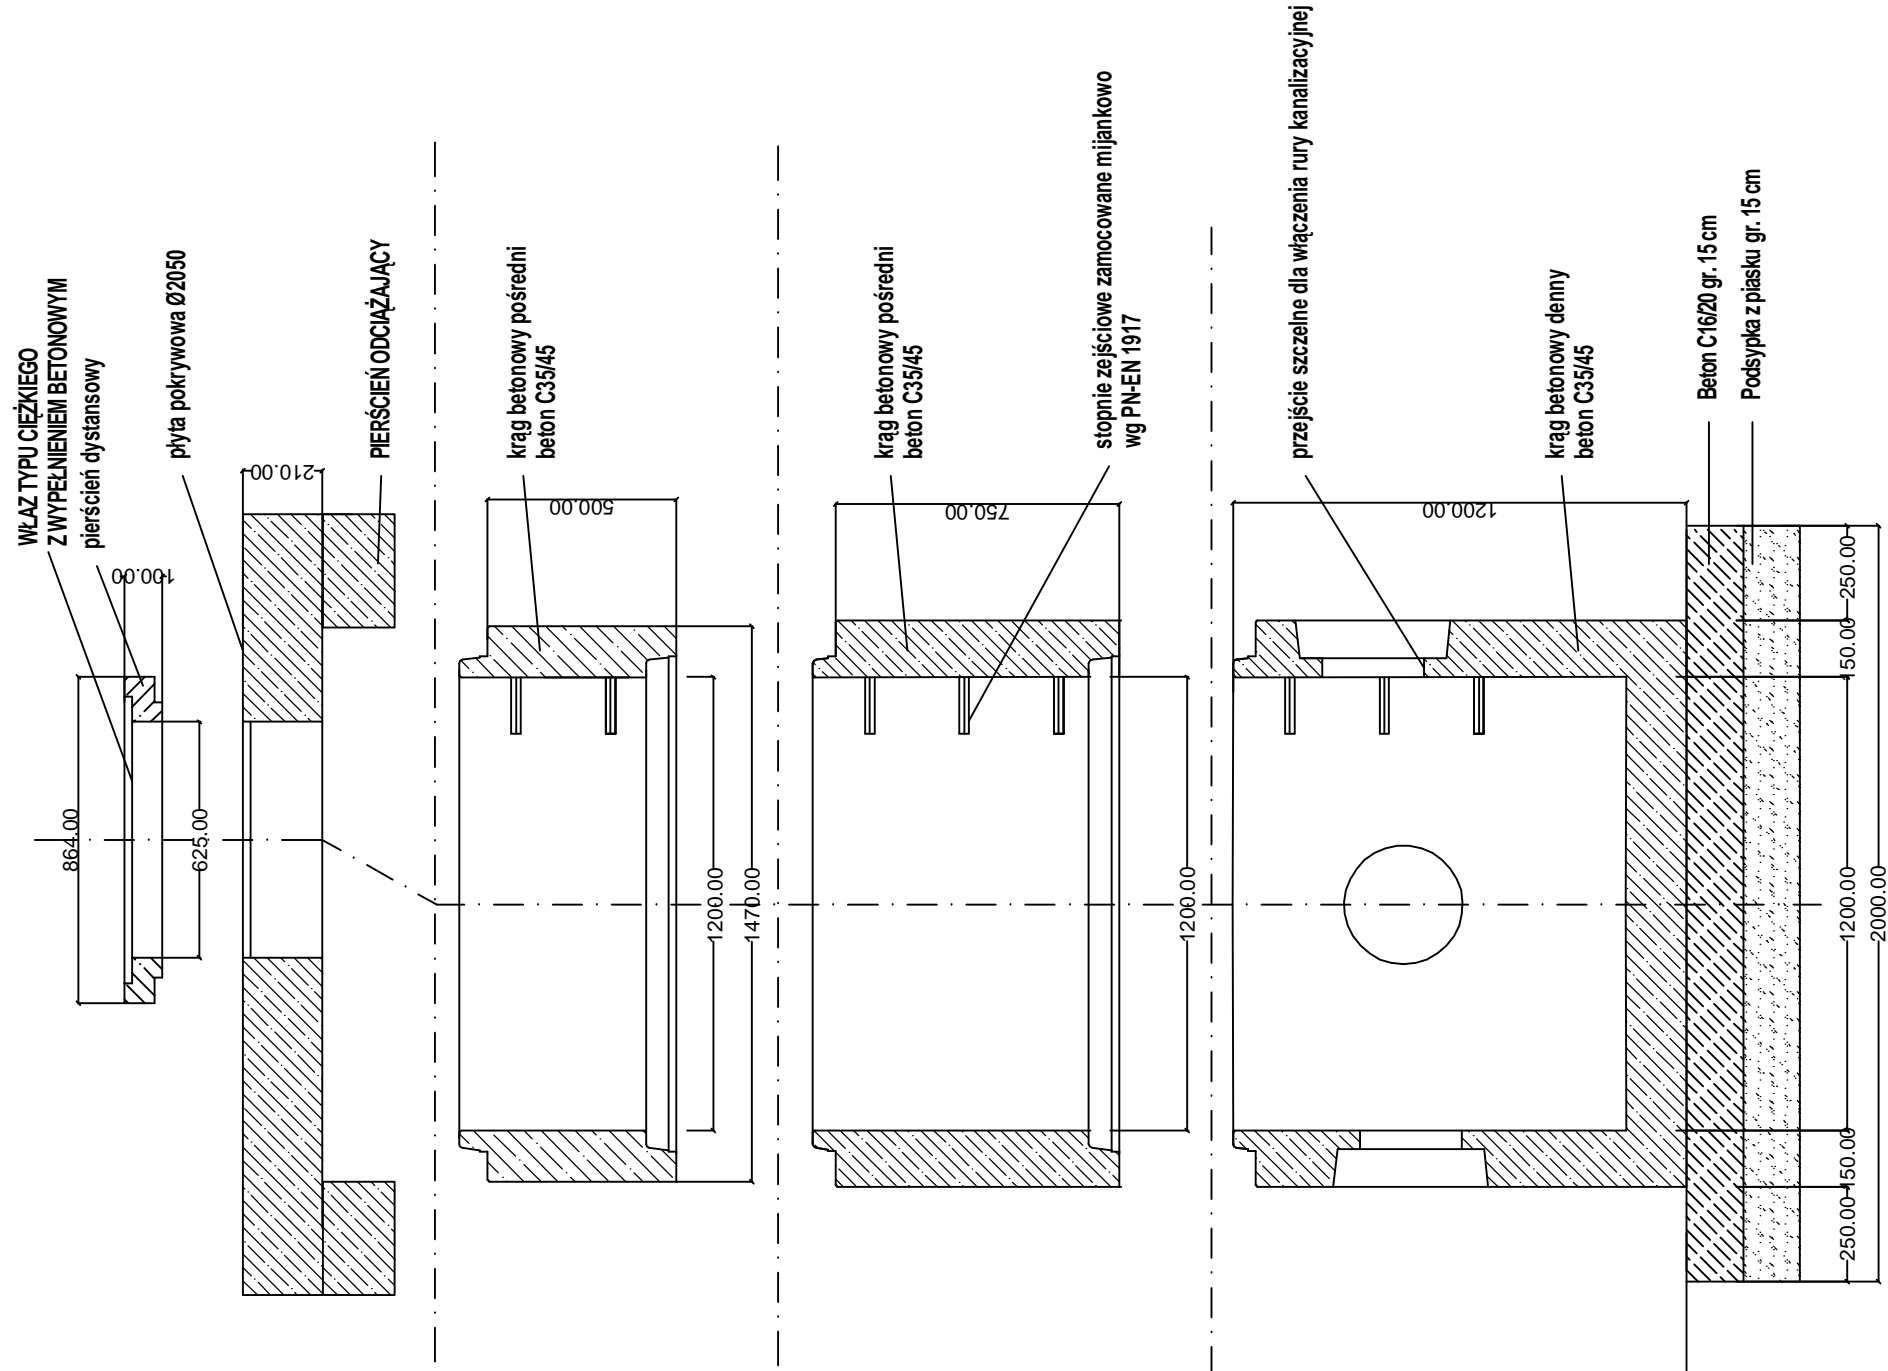 WŁAZ TYPU CIĘŻKIEGO
Z WYPEŁNIENIEM BETONOWYM
pierścień dystansowy
płyta pokrywowa Ø2050
PIERŚCIEŃ ODCIĄŻAJĄCY
krąg betonowy pośredni
beton C35/45
krąg betonowy pośredni
beton C35/45
stopnie zejściowe zamocowane mijankowo
wg PN-EN 1917
przejście szczelne dla włączenia rury kanalizacyjnej
krąg betonowy denny
beton C35/45
Beton C16/20 gr. 15 cm
Podsypka z piasku gr. 15 cm
864.00
100.00
625.00
210.00
500.00
1200.00
1470.00
750.00
1200.00
1200.00
250.00
150.00
1200.00
150.00
250.00
2000.00